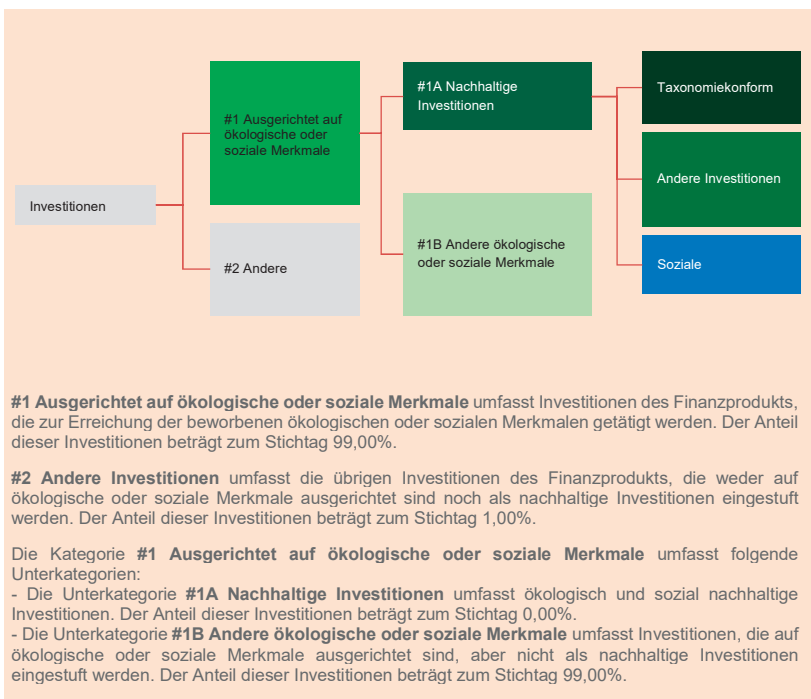 Investitionen
#1 Ausgerichtet auf
ökologische oder
soziale Merkmale
#2 Andere
#1A Nachhaltige
Investitionen
#1B Andere ökologische
oder soziale Merkmale
Taxonomiekonform
Andere Investitionen
Soziale
#1 Ausgerichtet auf ökologische oder soziale Merkmale umfasst Investitionen des Finanzprodukts,
die zur Erreichung der beworbenen ökologischen oder sozialen Merkmalen getätigt werden. Der Anteil
dieser Investitionen beträgt zum Stichtag 99,00%.
#2 Andere Investitionen umfasst die übrigen Investitionen des Finanzprodukts, die weder auf
ökologische oder soziale Merkmale ausgerichtet sind noch als nachhaltige Investitionen eingestuft
werden. Der Anteil dieser Investitionen beträgt zum Stichtag 1,00%.
Die Kategorie #1 Ausgerichtet auf ökologische oder soziale Merkmale umfasst folgende
Unterkategorien:
- Die Unterkategorie #1A Nachhaltige Investitionen umfasst ökologisch und sozial nachhaltige
Investitionen. Der Anteil dieser Investitionen beträgt zum Stichtag 0,00%.
- Die Unterkategorie #1B Andere ökologische oder soziale Merkmale umfasst Investitionen, die auf
ökologische oder soziale Merkmale ausgerichtet sind, aber nicht als nachhaltige Investitionen
eingestuft werden. Der Anteil dieser Investitionen beträgt zum Stichtag 99,00%.